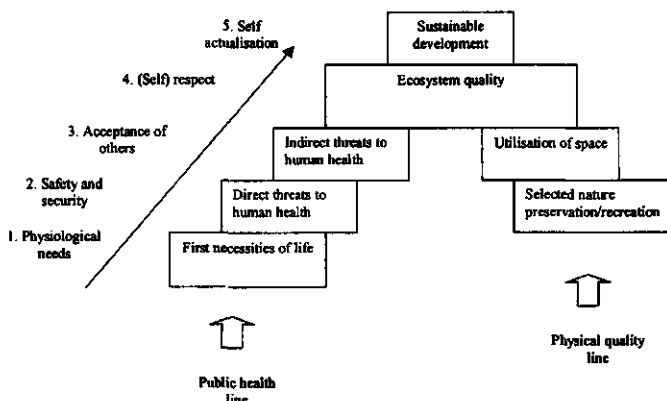 5. Self
actualisation
4. (Self) respect
3. Acceptance of
others
2. Safety and
security
1. Physiological
needs
Sustainable
development
Ecosystem quality
Indirect threats to
human health
Utilisation of space
Direct threats to
human health
Selected nature
preservation/recreation
First necessities of life
Public health
line
Physical quality
line